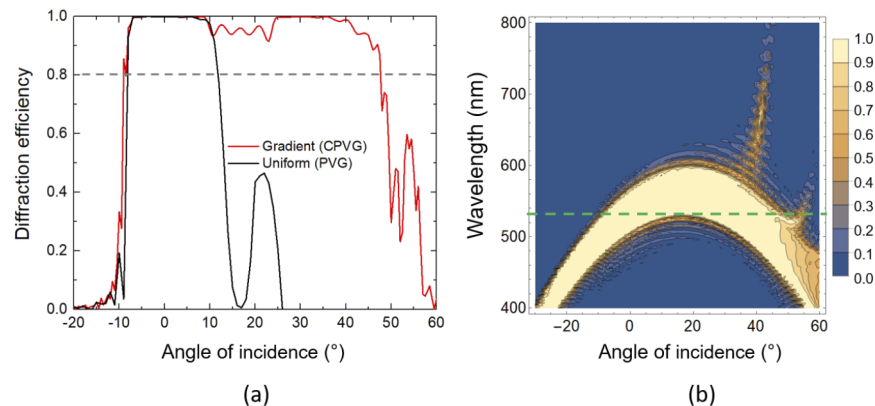 1.0
0.8
0.6
0.4
0.2
0.0
Diffraction efficiency
Gradient (CPVG)
Uniform (PVG)
-20 -10 0 10 20 30 40 50 60
Angle of incidence (°)
(a)
800
700
600
500
400
Wavelength (nm)
−20 0 20 40 60
Angle of incidence (°)
1.0
0.9
0.8
0.7
0.6
0.5
0.4
0.3
0.2
0.1
0.0
(b)